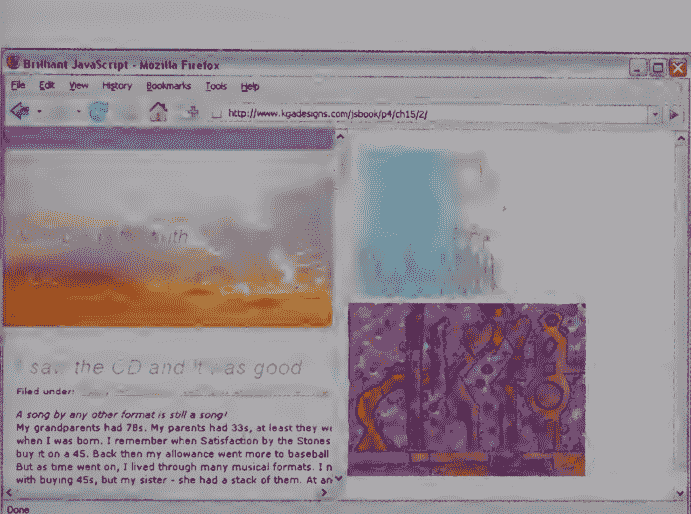 Brilliant JavaScript - Mozilla Firefox
File Edit View History Bookmarks Tools Help
http://www.kgadesigns.com/jsbook/p4/ch15/2/
truth
I saw the CD and it was good
Filed under:
A song by any other format is still a song!
My grandparents had 78s. My parents had 33s, at least they we
when I was born. I remember when Satisfaction by the Stones
buy it on a 45. Back then my allowance went more to baseball
But as time went on, I lived through many musical formats. I n
with buying 45s, but my sister - she had a stack of them. At an
Done